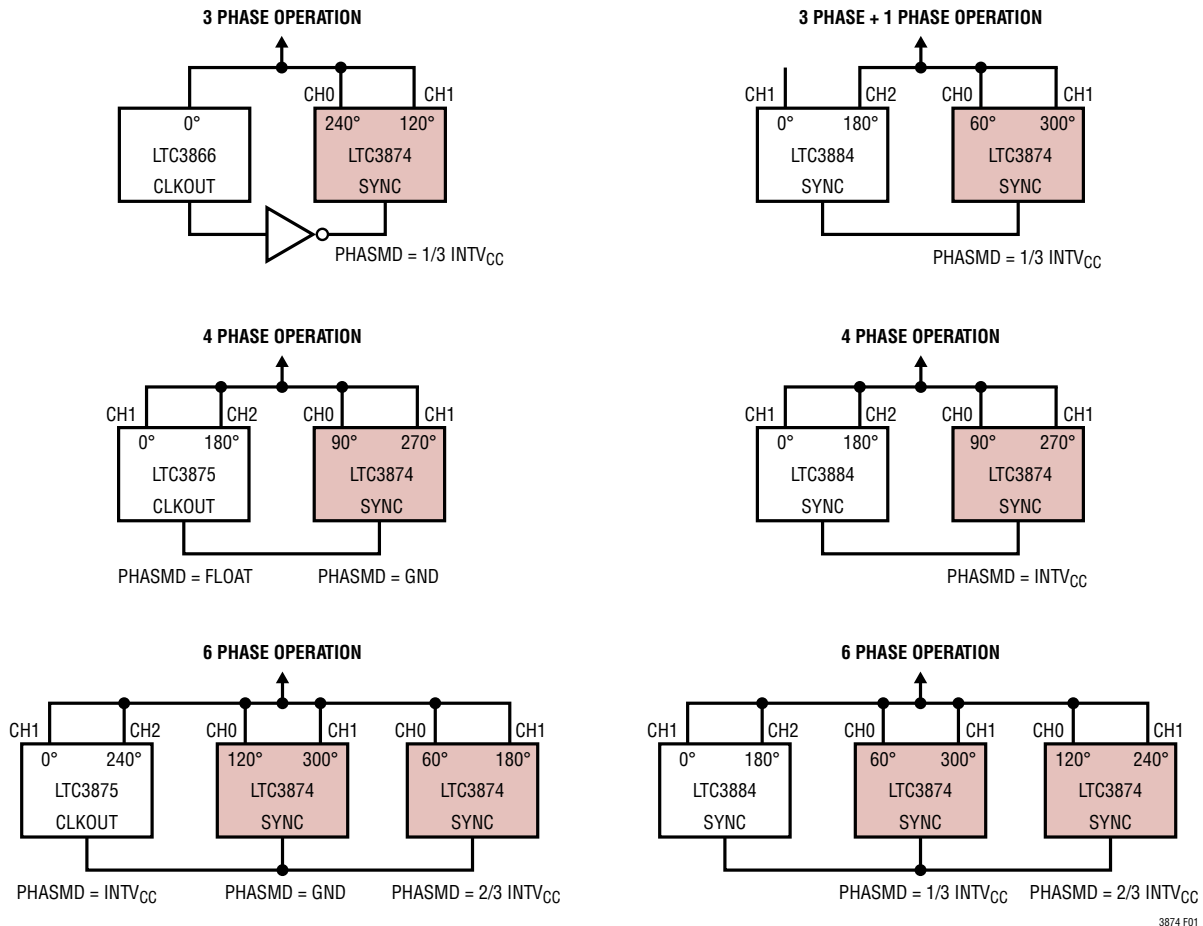 3 PHASE OPERATION
CH0 CH1
0° 240° 120°
LTC3866 LTC3874
CLKOUT SYNC
PHASMD = 1/3 INTVCC
3 PHASE + 1 PHASE OPERATION
CH1 CH2 CH0 CH1
0° 180° 60° 300°
LTC3884 LTC3874
SYNC SYNC
PHASMD = 1/3 INTVCC
4 PHASE OPERATION
CH1 CH2 CH0 CH1
0° 180° 90° 270°
LTC3875 LTC3874
CLKOUT SYNC
PHASMD = FLOAT PHASMD = GND
4 PHASE OPERATION
CH1 CH2 CH0 CH1
0° 180° 90° 270°
LTC3884 LTC3874
SYNC SYNC
PHASMD = INTVCC
6 PHASE OPERATION
CH1 CH2 CH0 CH1 CH0 CH1
0° 240° 120° 300° 60° 180°
LTC3875 LTC3874 LTC3874
CLKOUT SYNC SYNC
PHASMD = INTVCC PHASMD = GND PHASMD = 2/3 INTVCC
6 PHASE OPERATION
CH1 CH2 CH0 CH1 CH0 CH1
0° 180° 60° 300° 120° 240°
LTC3884 LTC3874 LTC3874
SYNC SYNC SYNC
PHASMD = 1/3 INTVCC PHASMD = 2/3 INTVCC
3874 F01